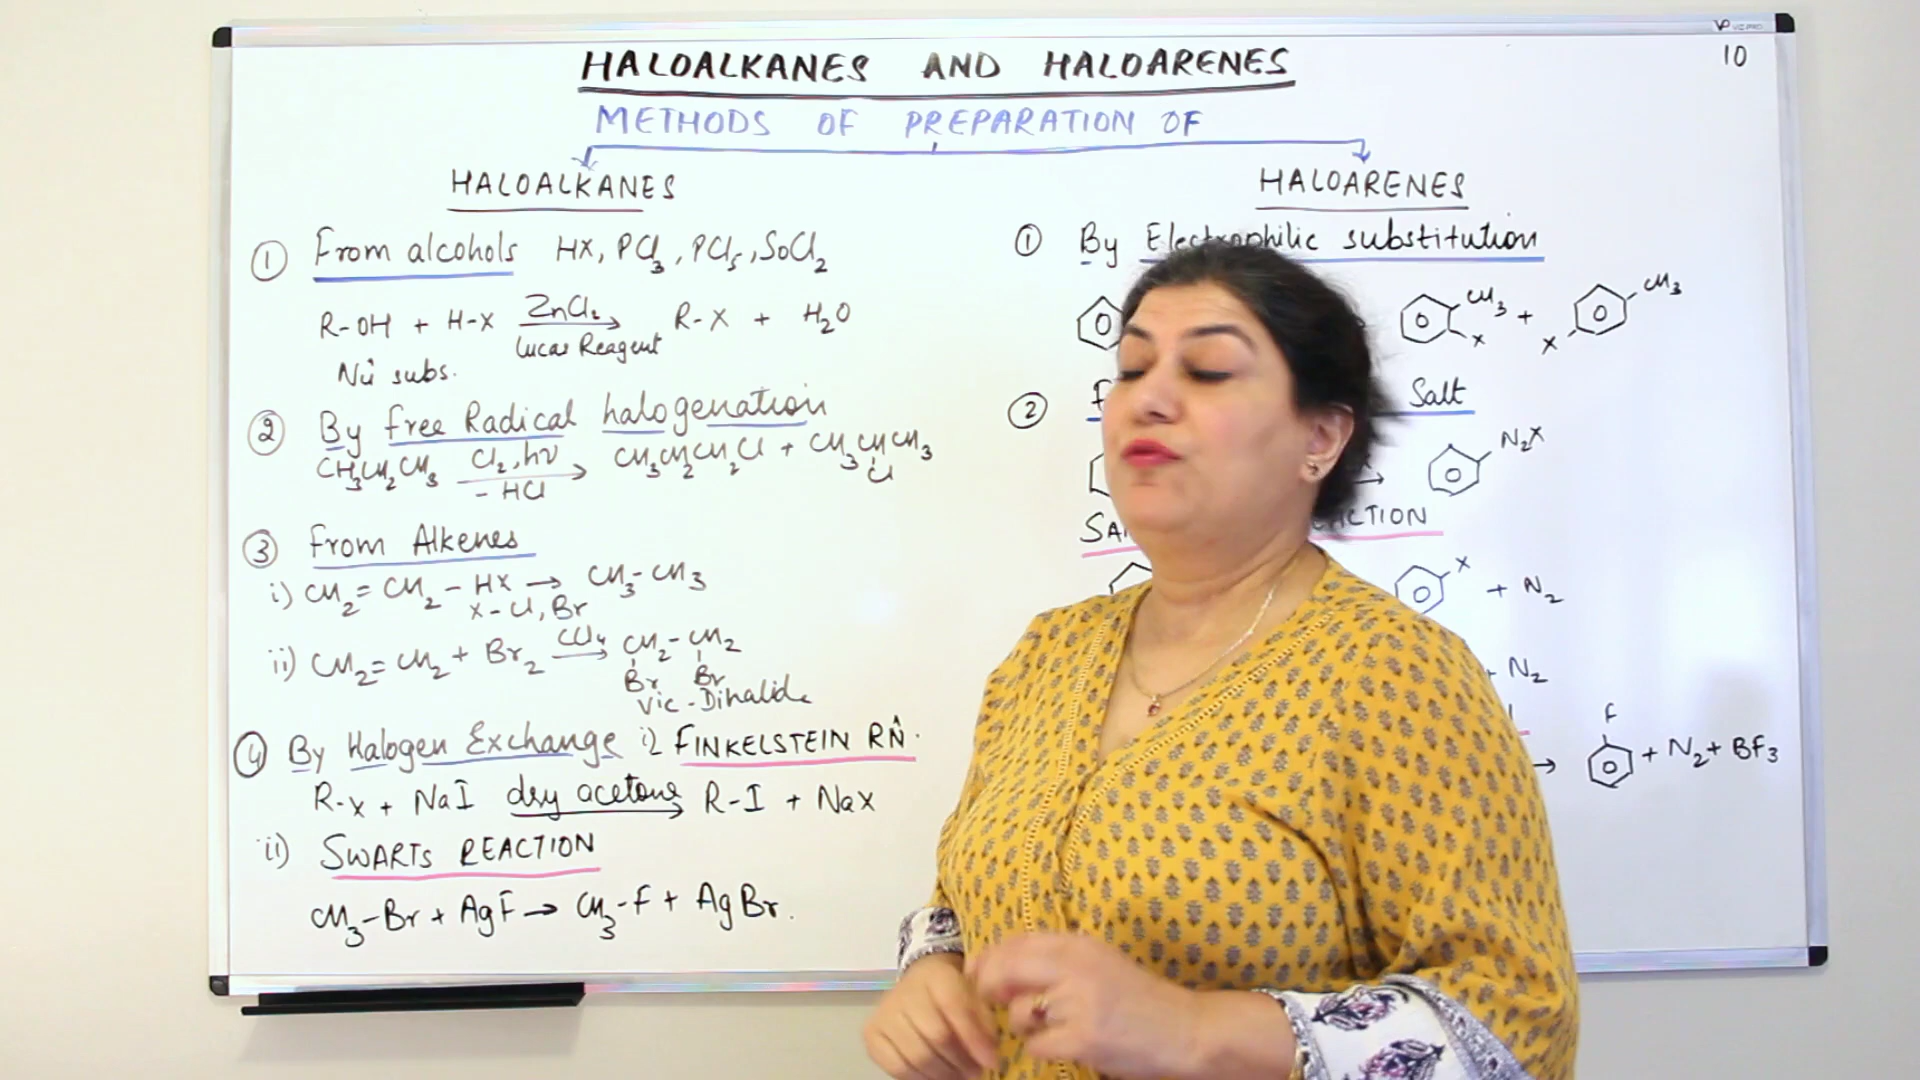 10
HALOALKANES AND HALOARENES
METHODS OF PREPARATION OF
HALOALKANES
① From alcohols HX, PCl3, PCl5, SoCl2
R-OH + H-X ZnCl2 → R-X + H2O
Lucas Reagent
Nu subs.
② By free Radical halogenation
CH3CH2CH3 Cl2, hν → CH3CH2CH2Cl + CH3CHCH3
- HCl Cl
③ From Alkenes
i) CH2=CH2 - HX → CH3-CH3
X-Cl, Br
ii) CH2=CH2 + Br2 CCl4 → CH2-CH2
Br Br
Vic-Dihalide
④ By Halogen Exchange i) FINKELSTEIN RN.
R-X + NaI dry acetone → R-I + NaX
ii) SWARTS REACTION
CH3-Br + AgF → CH3-F + AgBr.
HALOARENES
① By Electrophilic substitution
CH3 + CH3
X X
② Salt
→ N2X
X + N2
+ N2
F
→ + N2 + BF3